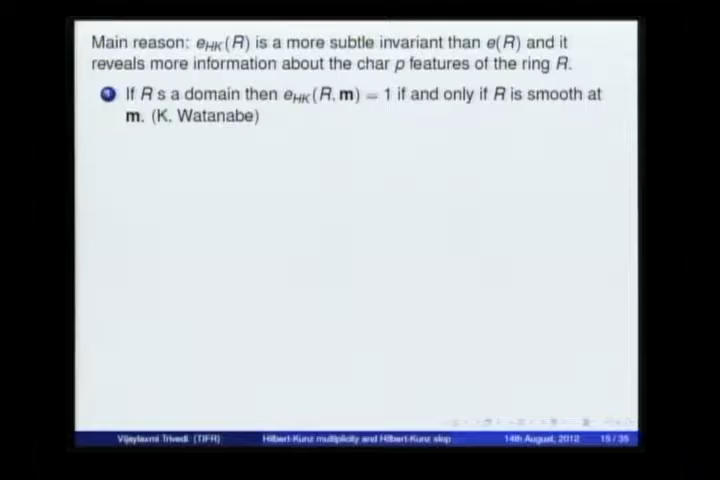 Main reason: e_HK(R) is a more subtle invariant than e(R) and it
reveals more information about the char p features of the ring R.
1 If R s a domain then e_HK(R, m) = 1 if and only if R is smooth at
m. (K. Watanabe)
Vijaylaxmi Trivedi (TIFR) Hilbert-Kunz multiplicity and Hilbert-Kunz slop 14th August, 2012 15 / 35